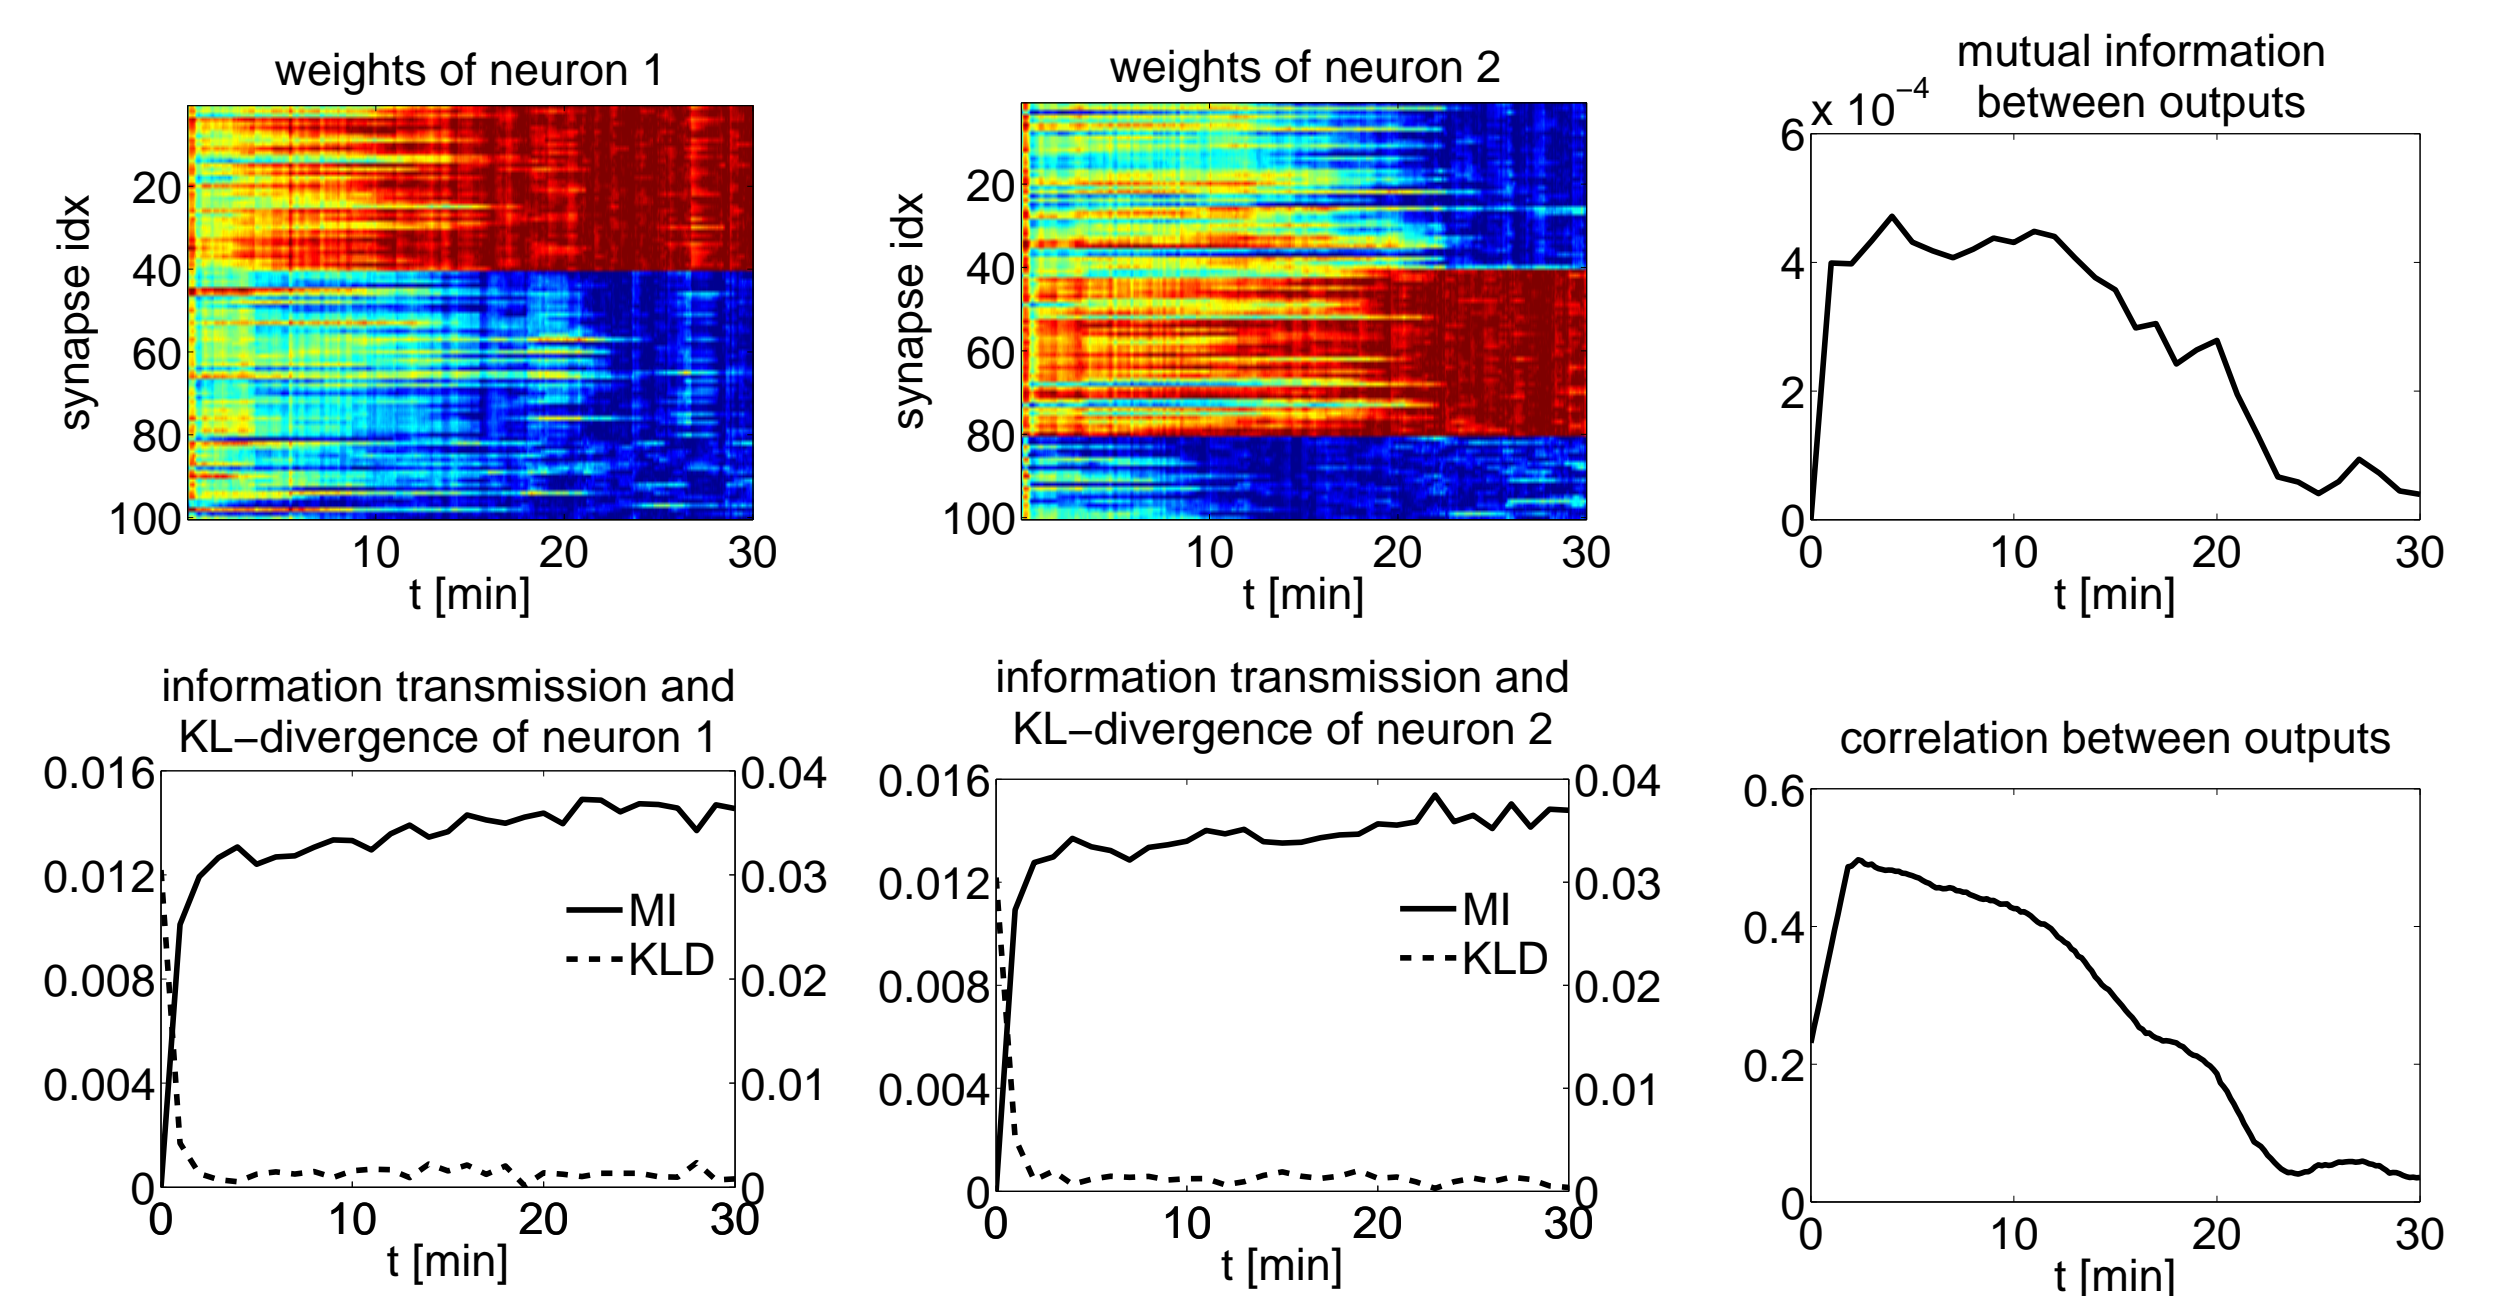 weights of neuron 1
synapse idx
20
40
60
80
100
10
20
30
t [min]
weights of neuron 2
synapse idx
20
40
60
80
100
10
20
30
t [min]
mutual information
between outputs
x 10−4
6
4
2
0
0
10
20
30
t [min]
information transmission and
KL−divergence of neuron 1
0.016
0.012
0.008
0.004
0
0.04
0.03
0.02
0.01
0
MI
KLD
0
10
20
30
t [min]
information transmission and
KL−divergence of neuron 2
0.016
0.012
0.008
0.004
0
0.04
0.03
0.02
0.01
0
MI
KLD
0
10
20
30
t [min]
correlation between outputs
0.6
0.4
0.2
0
0
10
20
30
t [min]